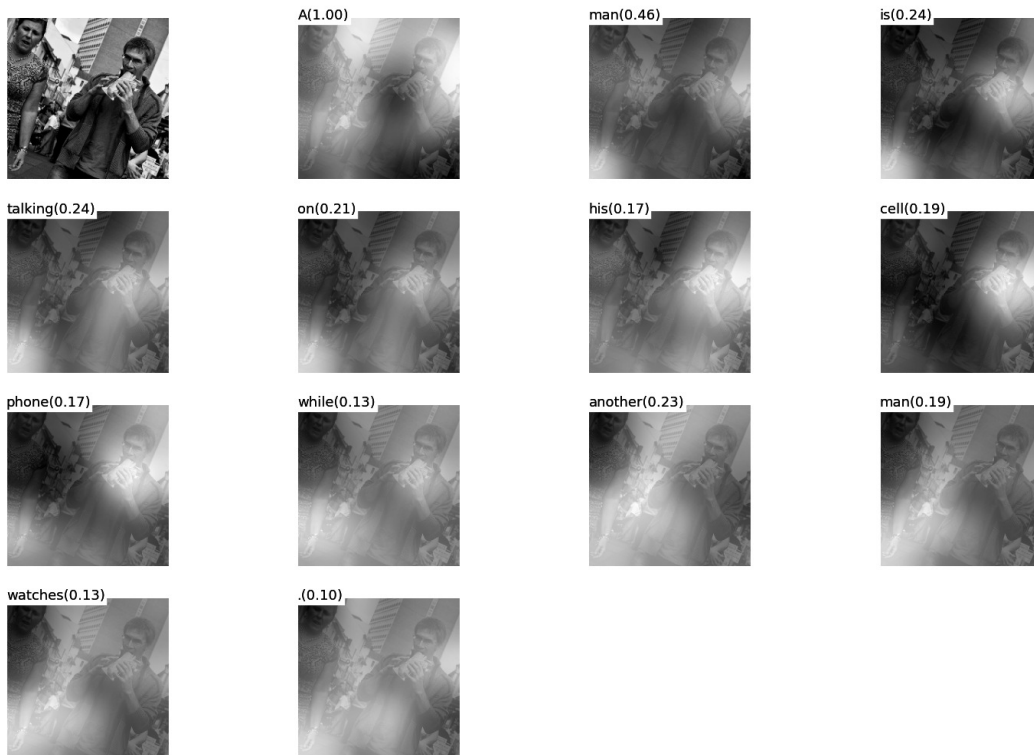 A(1.00)
man(0.46)
is(0.24)
talking(0.24)
on(0.21)
his(0.17)
cell(0.19)
phone(0.17)
while(0.13)
another(0.23)
man(0.19)
watches(0.13)
.(0.10)